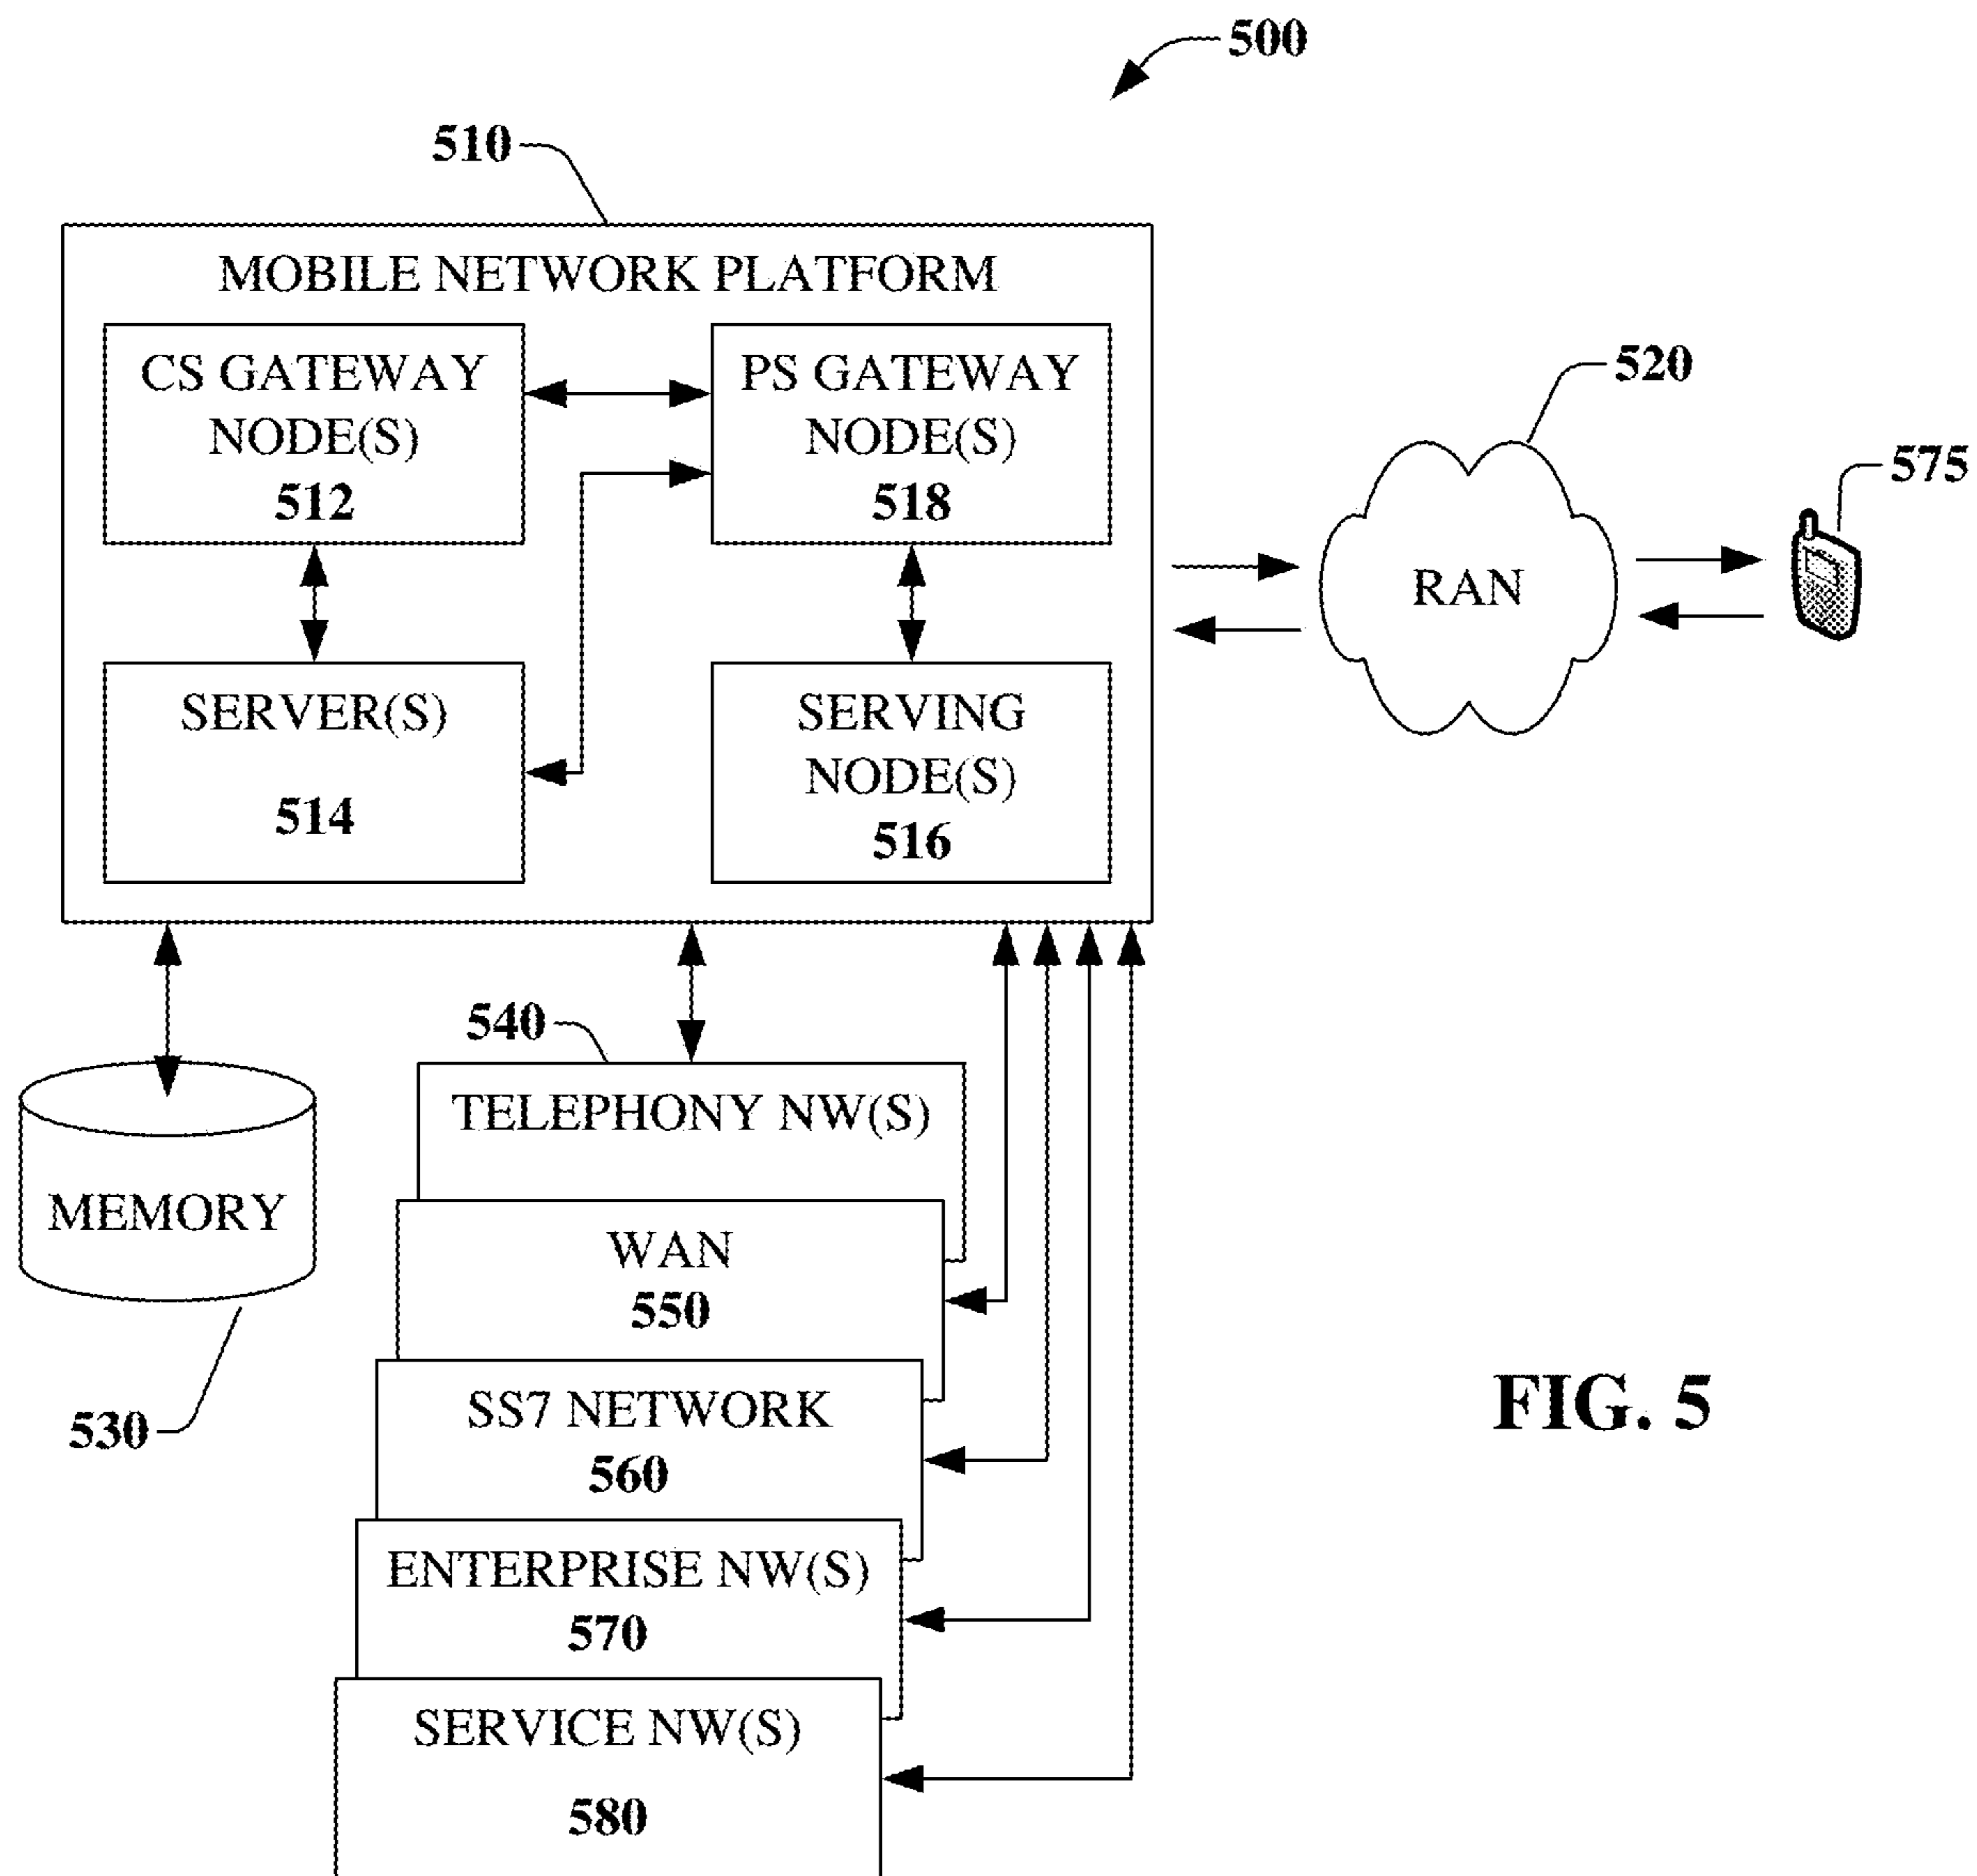 500
510
MOBILE NETWORK PLATFORM
CS GATEWAY
NODE(S)
512
PS GATEWAY
NODE(S)
518
SERVER(S)
514
SERVING
NODE(S)
516
520
RAN
575
540
TELEPHONY NW(S)
MEMORY
530
WAN
550
SS7 NETWORK
560
ENTERPRISE NW(S)
570
SERVICE NW(S)
580
FIG. 5